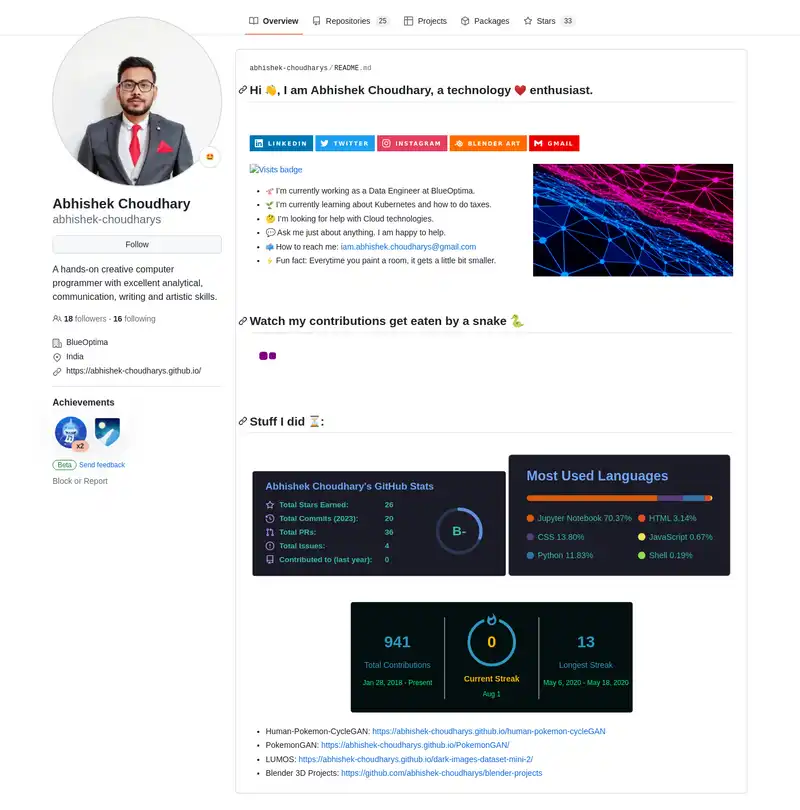 Overview
Repositories 25
Projects
Packages
Stars 33
Abhishek Choudhary
abhishek-choudharys
Follow
A hands-on creative computer
programmer with excellent analytical,
communication, writing and artistic skills.
18 followers · 16 following
BlueOptima
India
https://abhishek-choudharys.github.io/
Achievements
x2
Beta Send feedback
Block or Report
abhishek-choudharys/README.md
Hi 👋, I am Abhishek Choudhary, a technology ❤️ enthusiast.
LINKEDIN
TWITTER
INSTAGRAM
BLENDER ART
GMAIL
Visits badge
I'm currently working as a Data Engineer at BlueOptima.
🌱 I'm currently learning about Kubernetes and how to do taxes.
🤔 I'm looking for help with Cloud technologies.
💬 Ask me just about anything. I am happy to help.
📫 How to reach me: iam.abhishek.choudharys@gmail.com
⚡ Fun fact: Everytime you paint a room, it gets a little bit smaller.
Watch my contributions get eaten by a snake 🐍
Stuff I did ⏳:
Abhishek Choudhary's GitHub Stats
Total Stars Earned: 26
Total Commits (2023): 20
Total PRs: 36
Total Issues: 4
Contributed to (last year): 0
B-
Most Used Languages
Jupyter Notebook 70.37%
HTML 3.14%
CSS 13.80%
JavaScript 0.67%
Python 11.83%
Shell 0.19%
941
Total Contributions
Jan 28, 2018 - Present
0
Current Streak
Aug 1
13
Longest Streak
May 6, 2020 - May 18, 2020
Human-Pokemon-CycleGAN: https://abhishek-choudharys.github.io/human-pokemon-cycleGAN
PokemonGAN: https://abhishek-choudharys.github.io/PokemonGAN/
LUMOS: https://abhishek-choudharys.github.io/dark-images-dataset-mini-2/
Blender 3D Projects: https://github.com/abhishek-choudharys/blender-projects